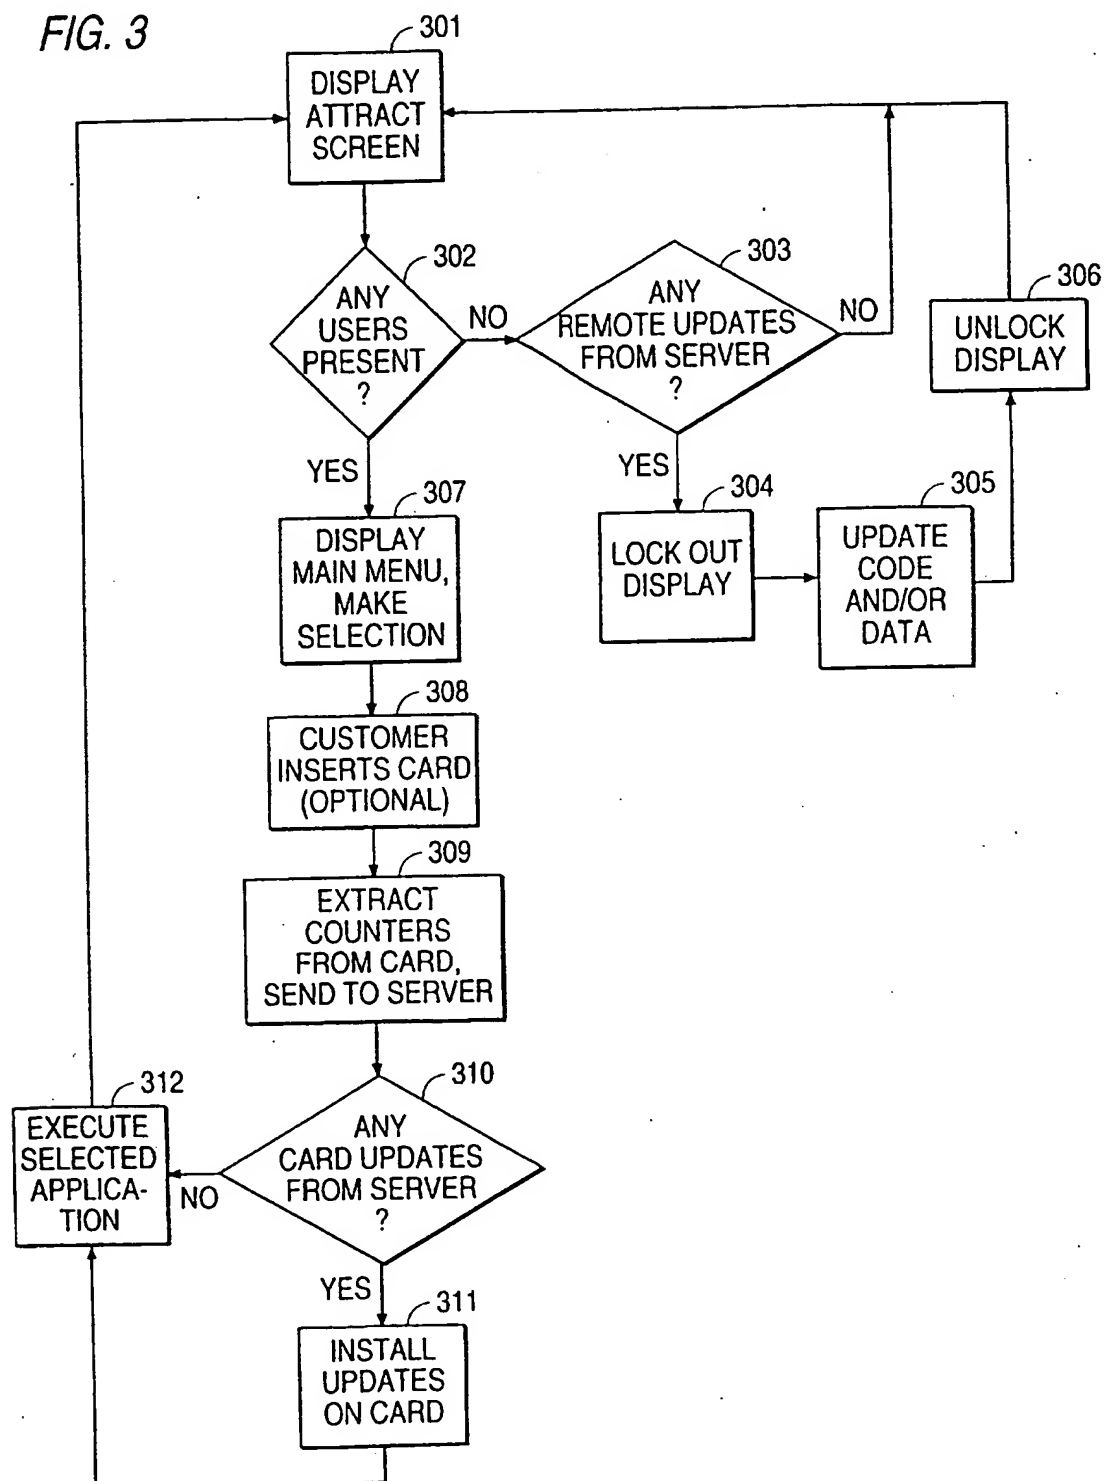 FIG. 3
301
DISPLAY
ATTRACT
SCREEN
302
ANY
USERS
PRESENT
?
NO
YES
303
ANY
REMOTE UPDATES
FROM SERVER
?
NO
YES
304
LOCK OUT
DISPLAY
305
UPDATE
CODE
AND/OR
DATA
306
UNLOCK
DISPLAY
307
DISPLAY
MAIN MENU,
MAKE
SELECTION
308
CUSTOMER
INSERTS CARD
(OPTIONAL)
309
EXTRACT
COUNTERS
FROM CARD,
SEND TO SERVER
310
ANY
CARD UPDATES
FROM SERVER
?
NO
YES
312
EXECUTE
SELECTED
APPLICA-
TION
311
INSTALL
UPDATES
ON CARD